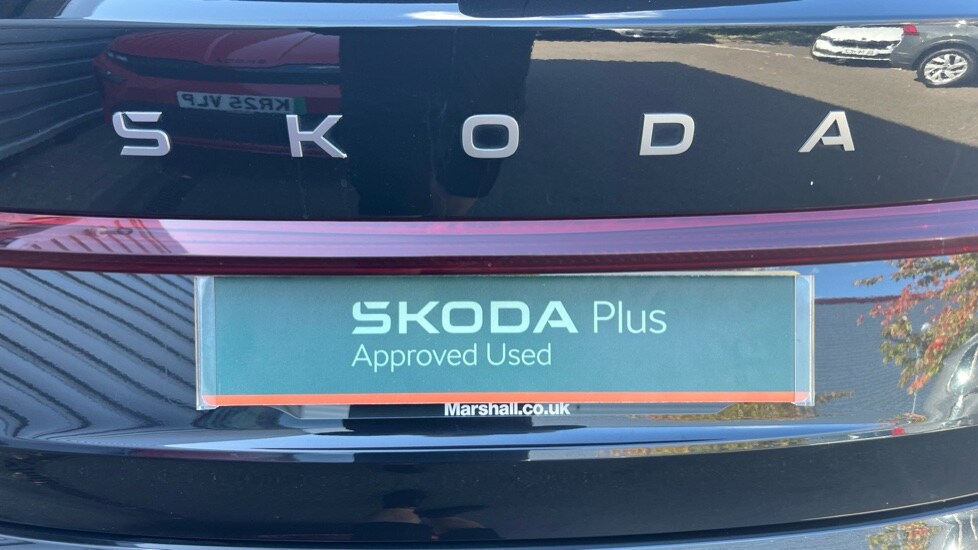 KR25 VLP
SKODA
SKODA Plus
Approved Used
Marshall.co.uk